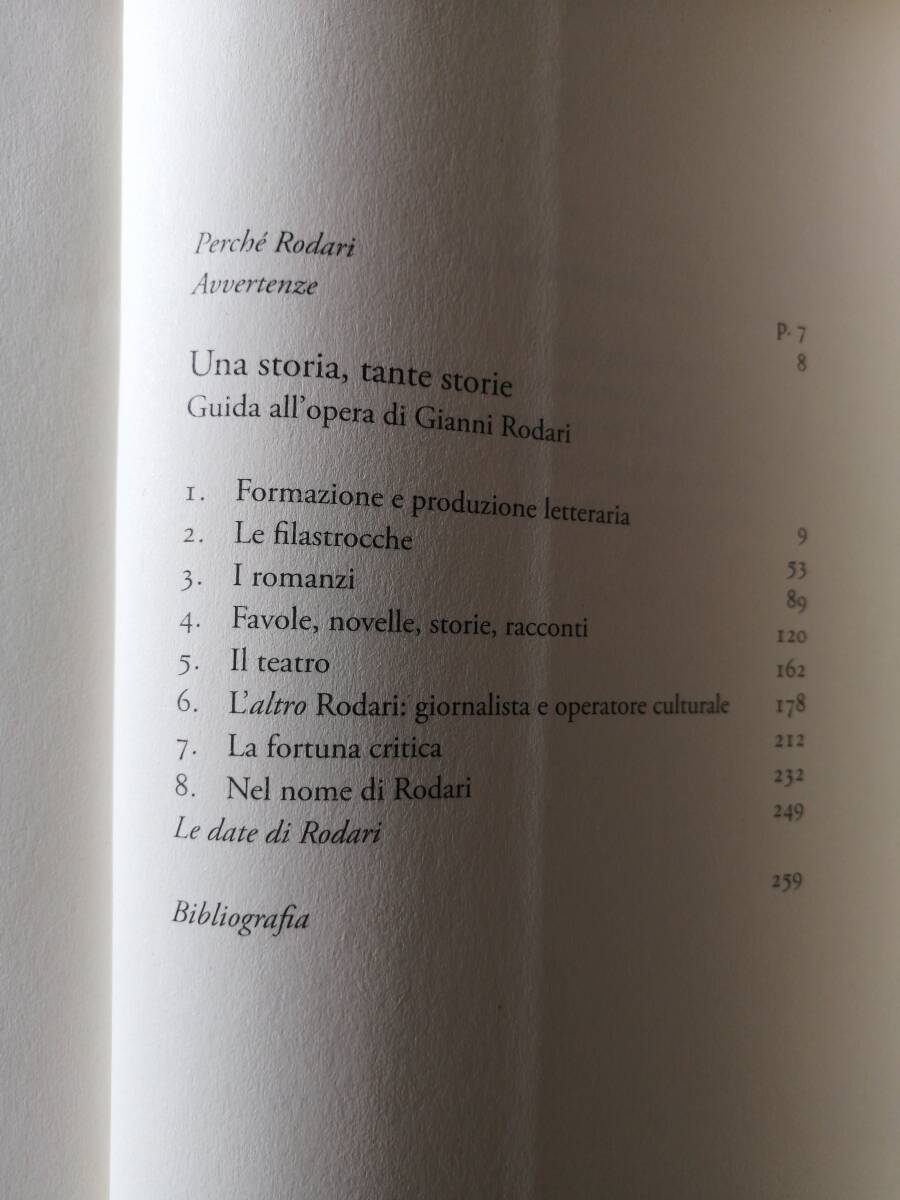 Perché Rodari p. 7
Avvertenze 8
Una storia, tante storie
Guida all'opera di Gianni Rodari
1. Formazione e produzione letteraria 9
2. Le filastrocche 53
3. I romanzi 89
4. Favole, novelle, storie, racconti 120
5. Il teatro 162
6. L'altro Rodari: giornalista e operatore culturale 178
7. La fortuna critica 212
8. Nel nome di Rodari 232
Le date di Rodari 249
Bibliografia 259